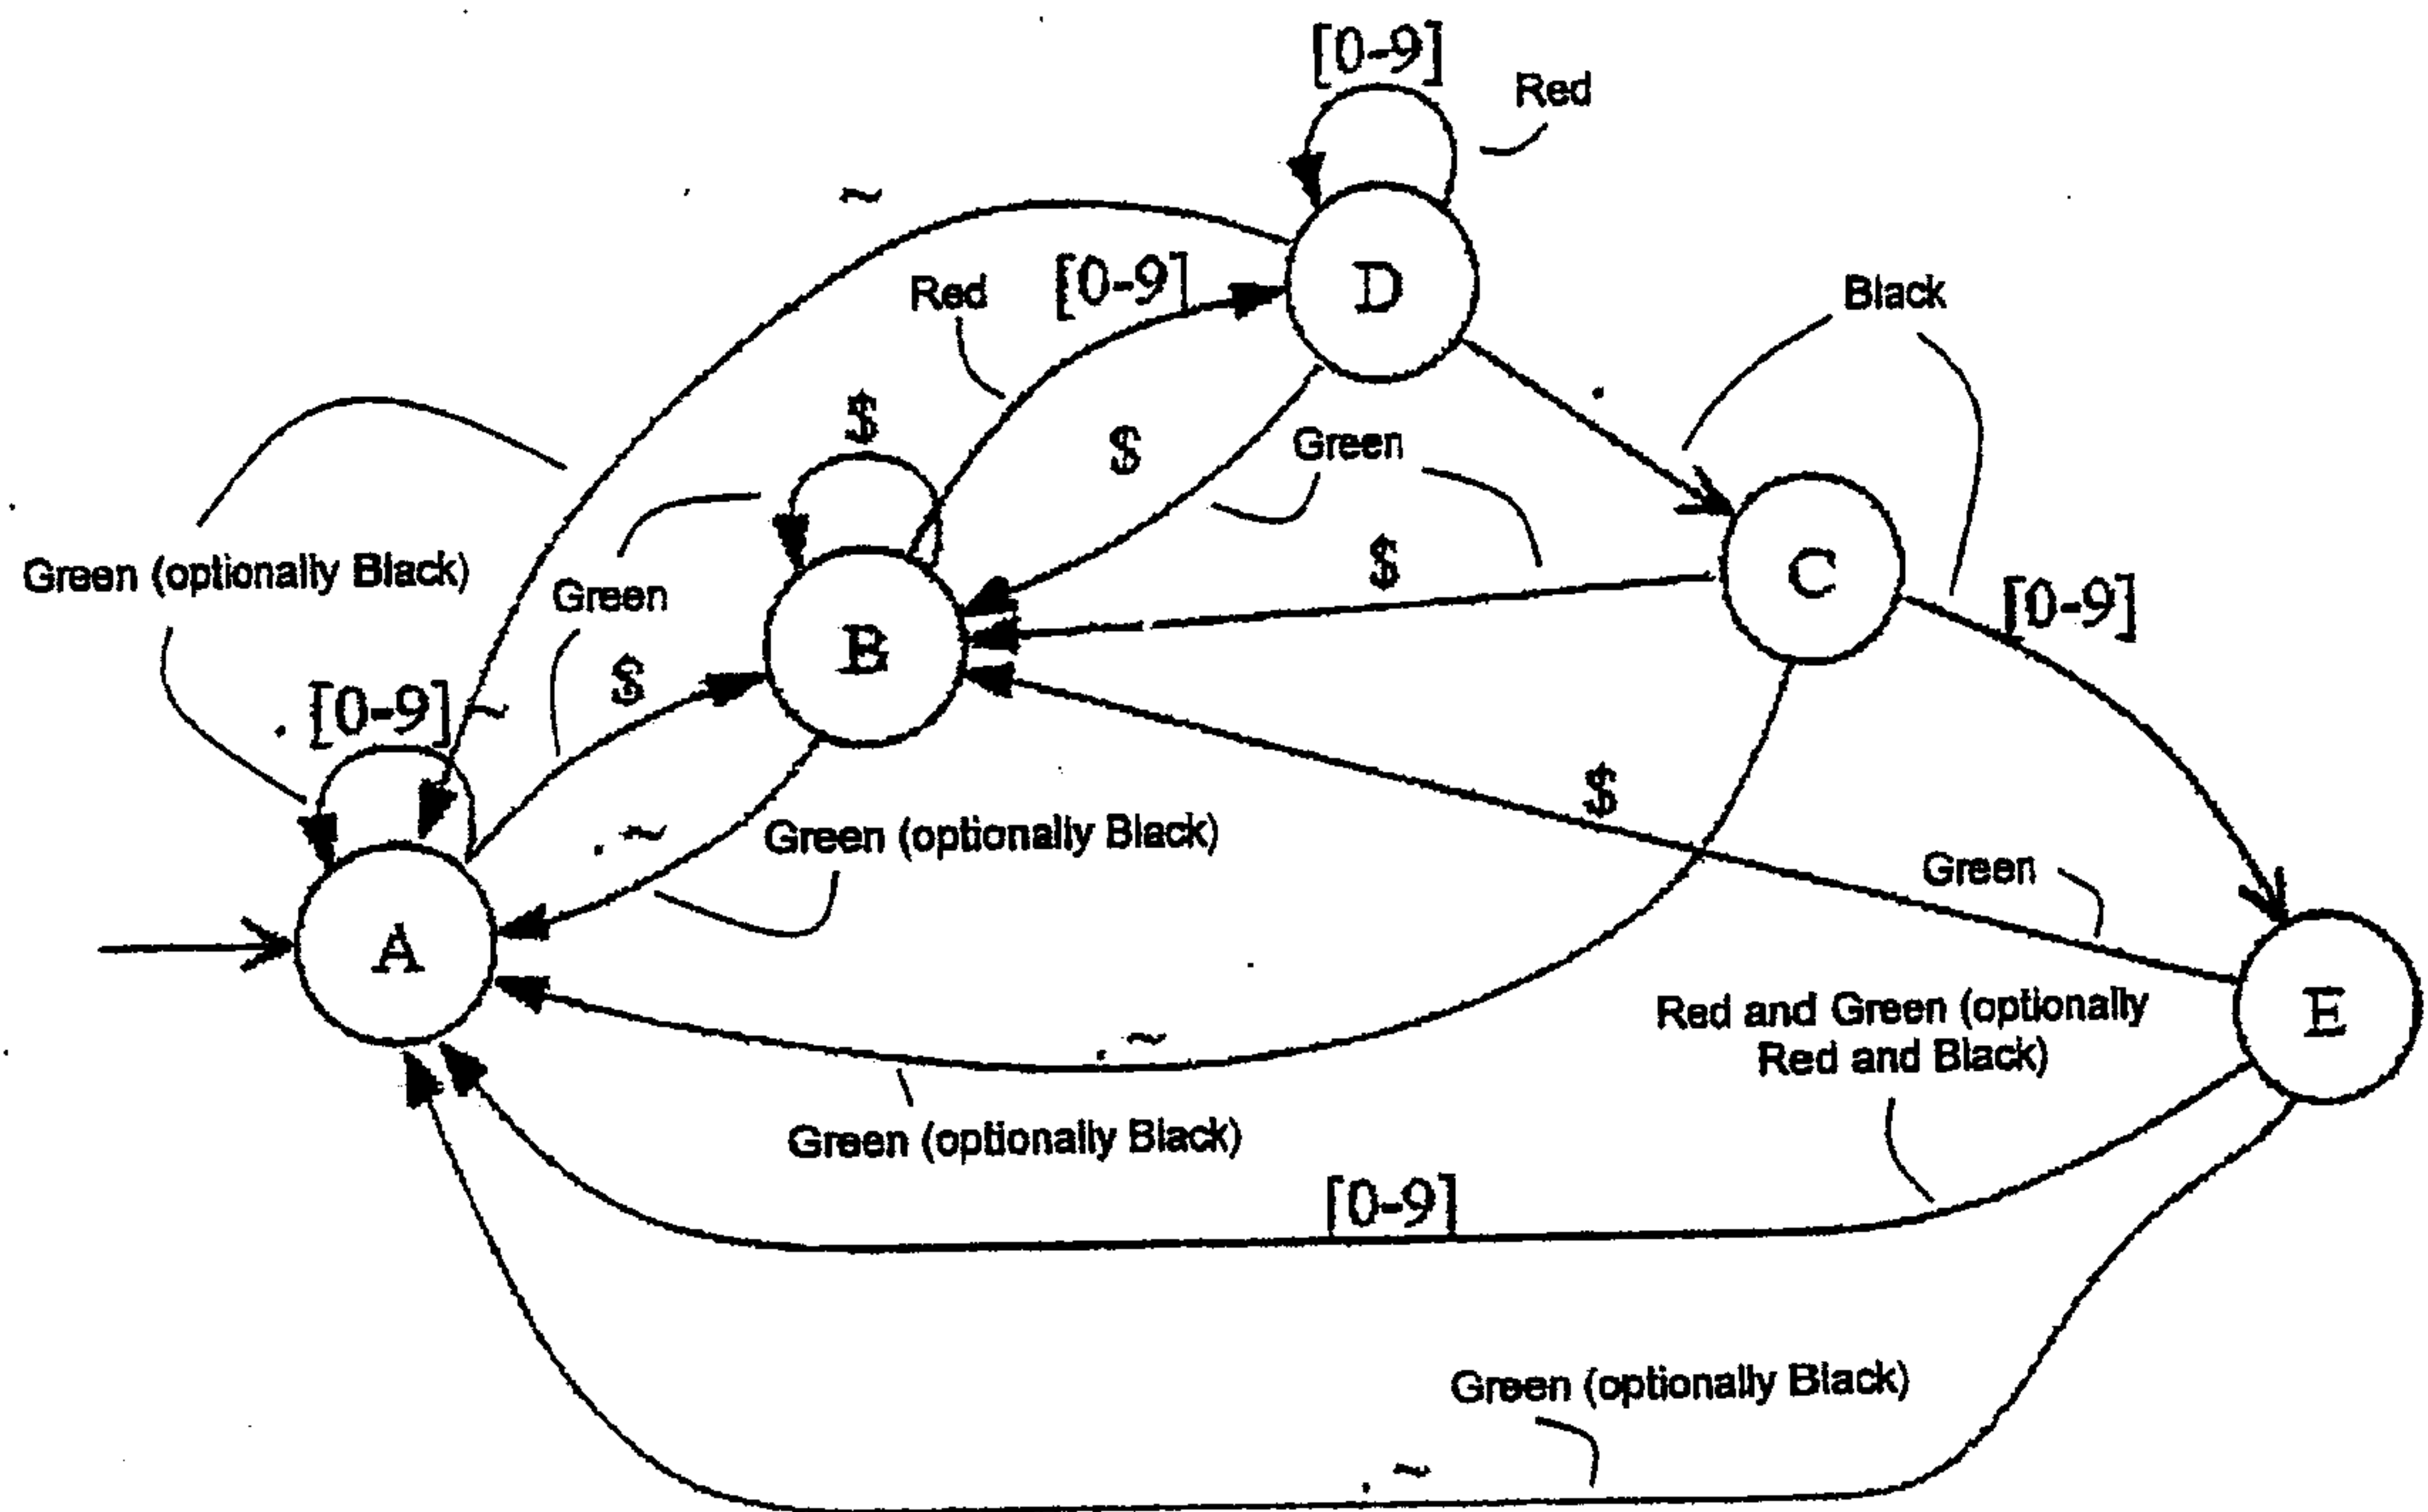 [0-9]
Red
~
Red
[0-9]
D
Black
$
$
Green
.
Green (optionally Black)
Green
$
C
[0-9]
B
$
. [0-9] ~
$
. ~
Green (optionally Black)
Green
A
Red and Green (optionally
Red and Black)
E
. ~
Green (optionally Black)
[0-9]
Green (optionally Black)
. ~